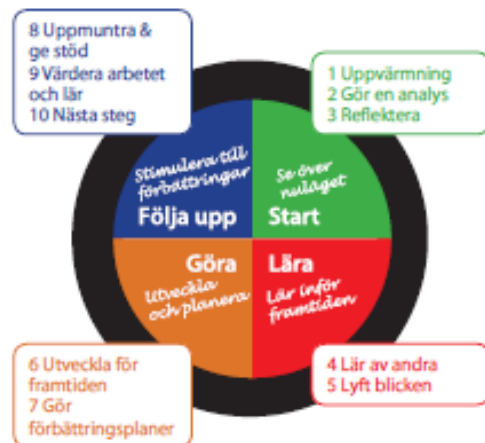 8 Uppmuntra &
ge stöd
9 Värdera arbetet
och lär
10 Nästa steg
1 Uppvärmning
2 Gör en analys
3 Reflektera
Stimulera till
förbättringar
Följa upp
Se över
nuläget
Start
Göra
Utveckla
och planera
Lära
Lär inför
framtiden
6 Utveckla för
framtiden
7 Gör
förbättringsplaner
4 Lär av andra
5 Lyft blicken